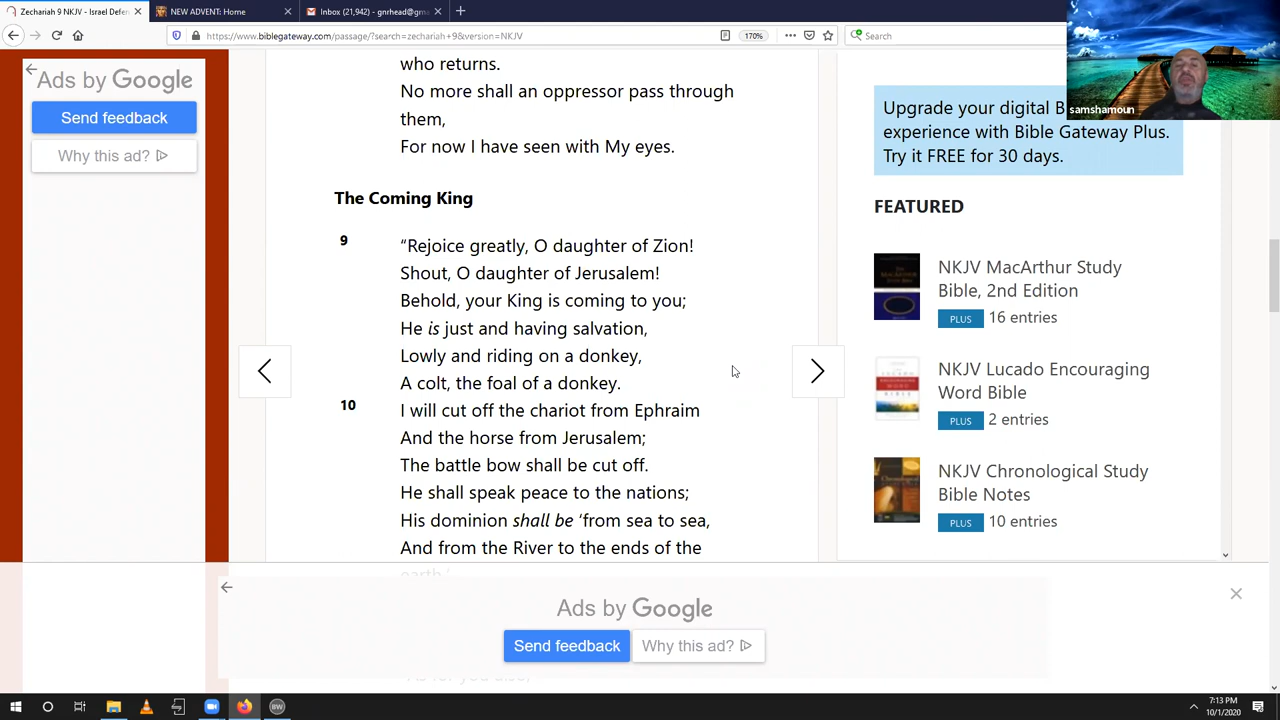 Zechariah 9 NKJV - Israel Defen
NEW ADVENT: Home
Inbox (21,942) - gnrhead@gma
https://www.biblegateway.com/passage/?search=zechariah+9&version=NKJV
170%
Search
samshamoun
Ads by Google
Send feedback
Why this ad?
who returns.
No more shall an oppressor pass through
them,
For now I have seen with My eyes.
The Coming King
9 “Rejoice greatly, O daughter of Zion!
Shout, O daughter of Jerusalem!
Behold, your King is coming to you;
He is just and having salvation,
Lowly and riding on a donkey,
A colt, the foal of a donkey.
10 I will cut off the chariot from Ephraim
And the horse from Jerusalem;
The battle bow shall be cut off.
He shall speak peace to the nations;
His dominion shall be ‘from sea to sea,
And from the River to the ends of the
earth.’
Upgrade your digital B
experience with Bible Gateway Plus.
Try it FREE for 30 days.
FEATURED
NKJV MacArthur Study
Bible, 2nd Edition
PLUS 16 entries
NKJV Lucado Encouraging
Word Bible
PLUS 2 entries
NKJV Chronological Study
Bible Notes
PLUS 10 entries
Ads by Google
Send feedback
Why this ad?
“As for you also,
BW
7:13 PM
10/1/2020